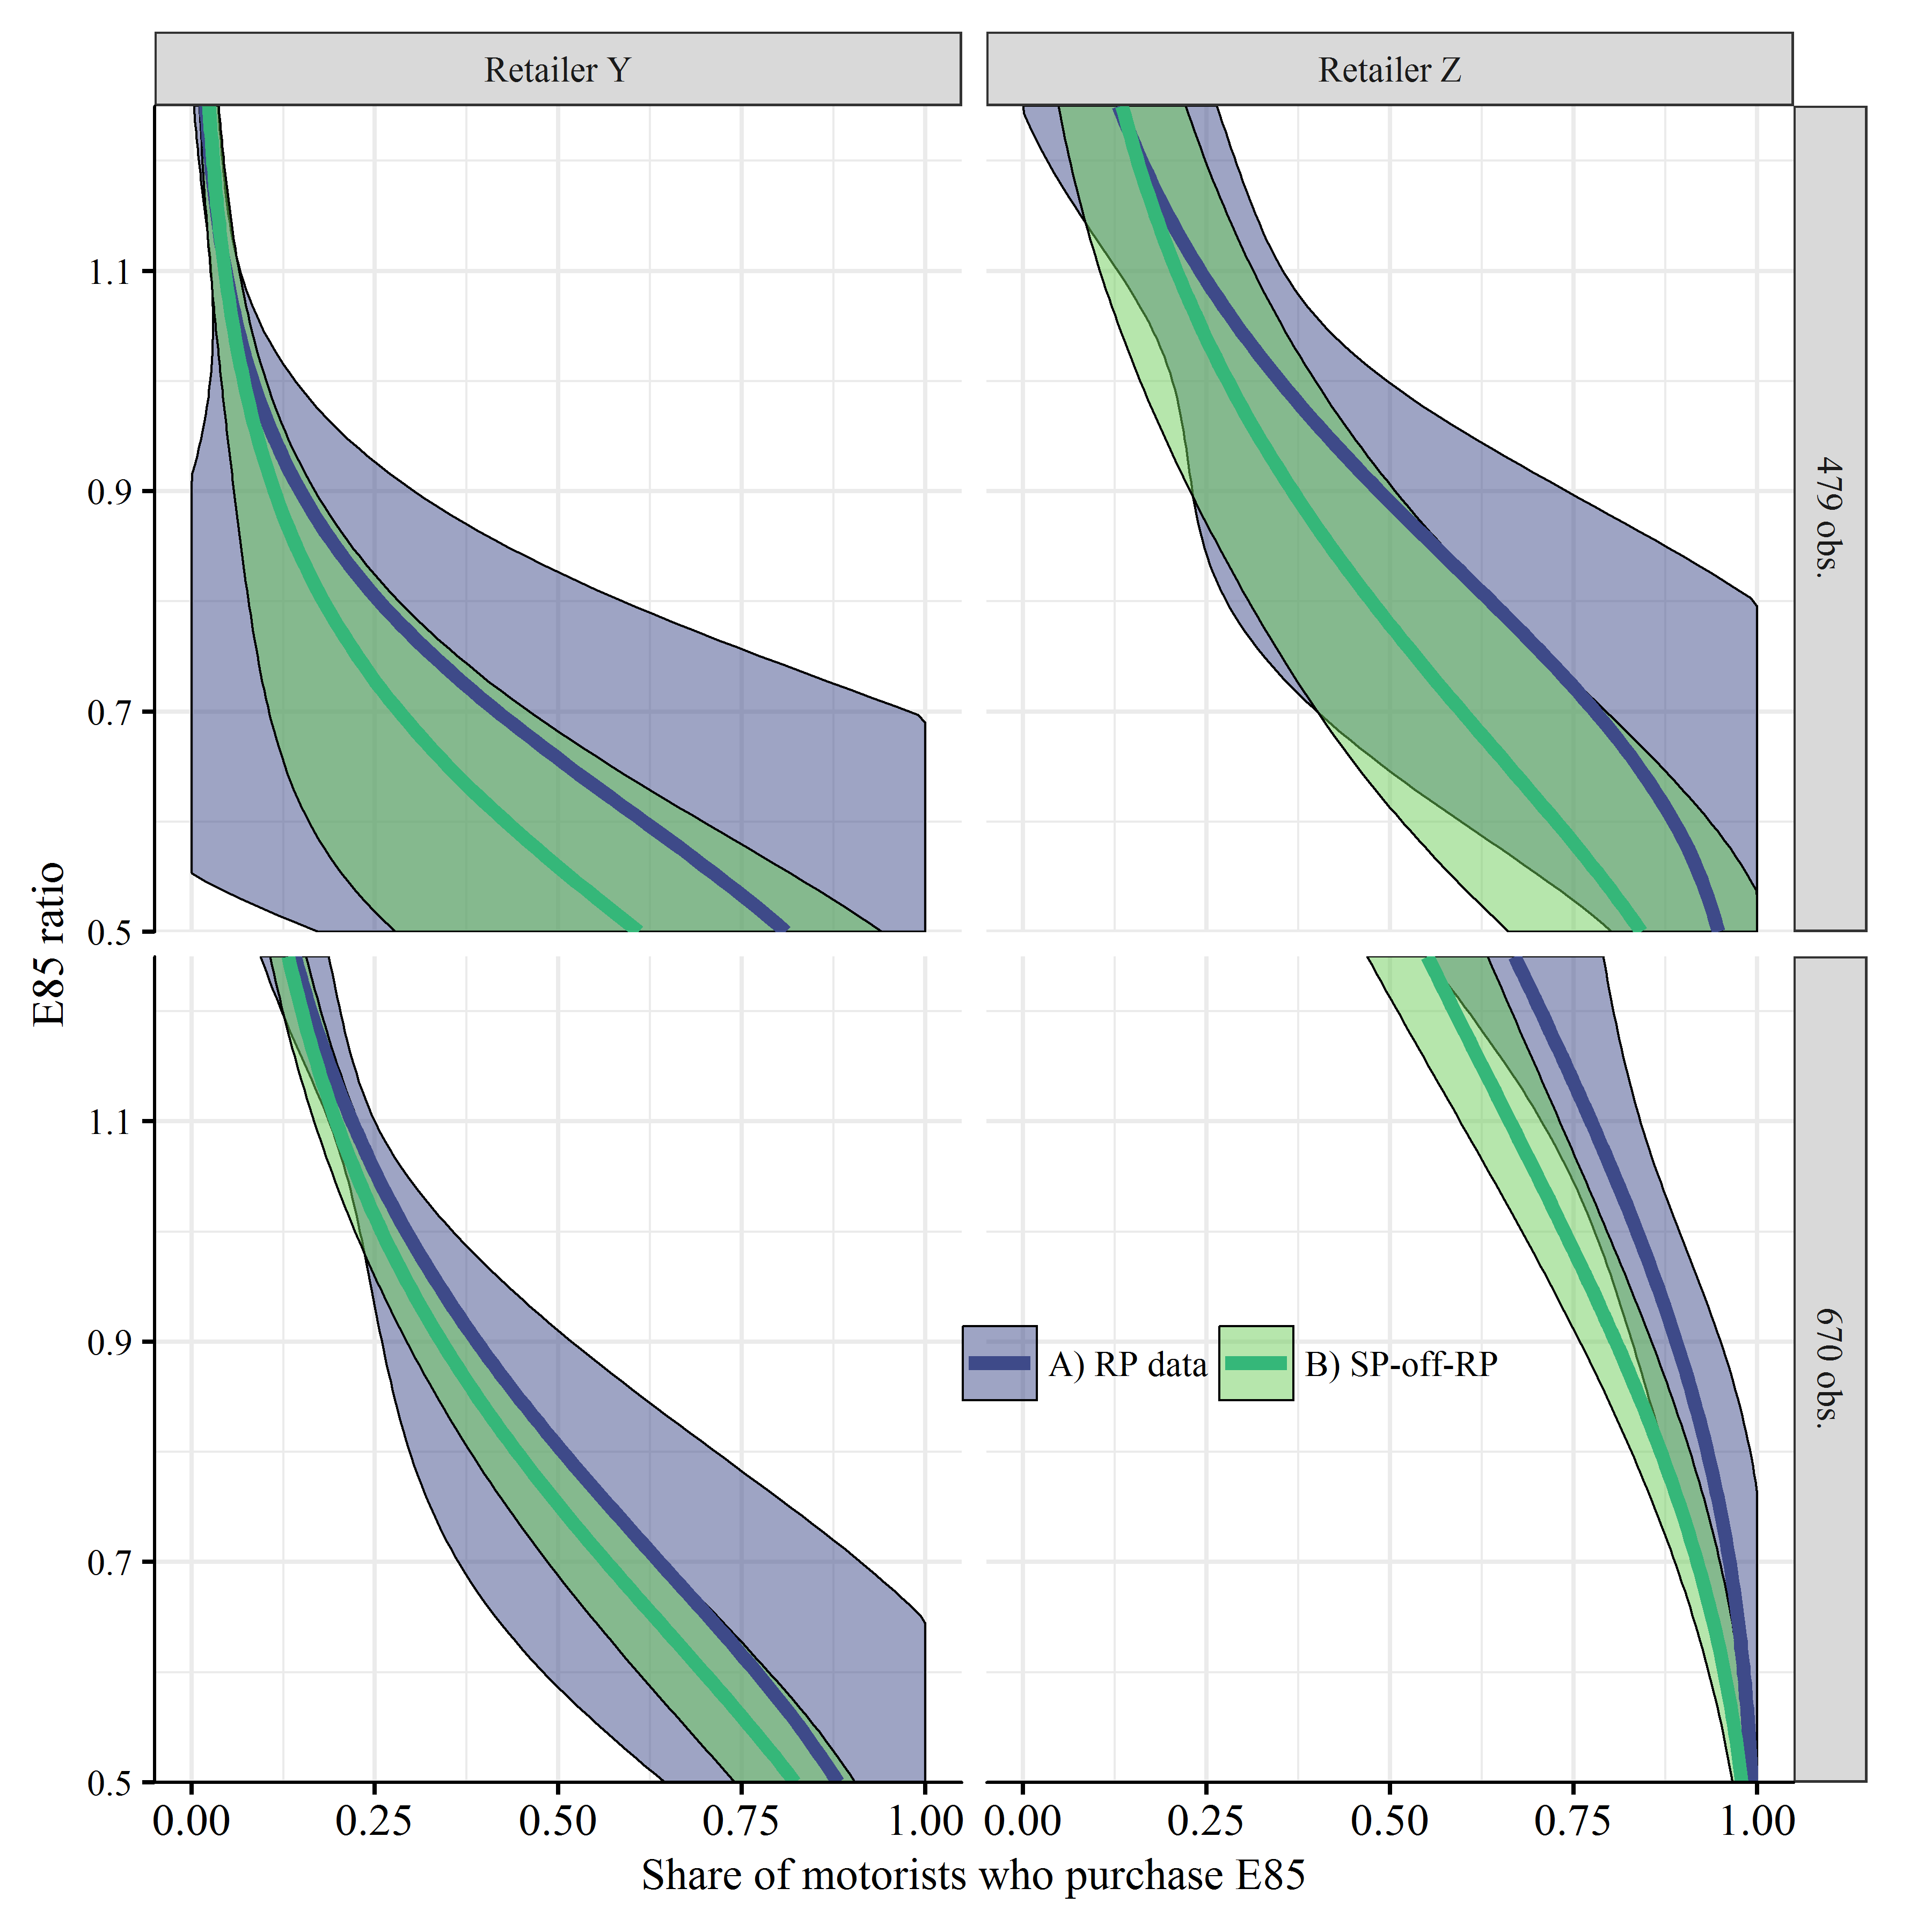 Retailer Y
Retailer Z
1.1
0.9
0.7
0.5
479 obs.
E85 ratio
1.1
0.9
0.7
0.5
670 obs.
A) RP data
B) SP-off-RP
0.00
0.25
0.50
0.75
1.00
0.00
0.25
0.50
0.75
1.00
Share of motorists who purchase E85